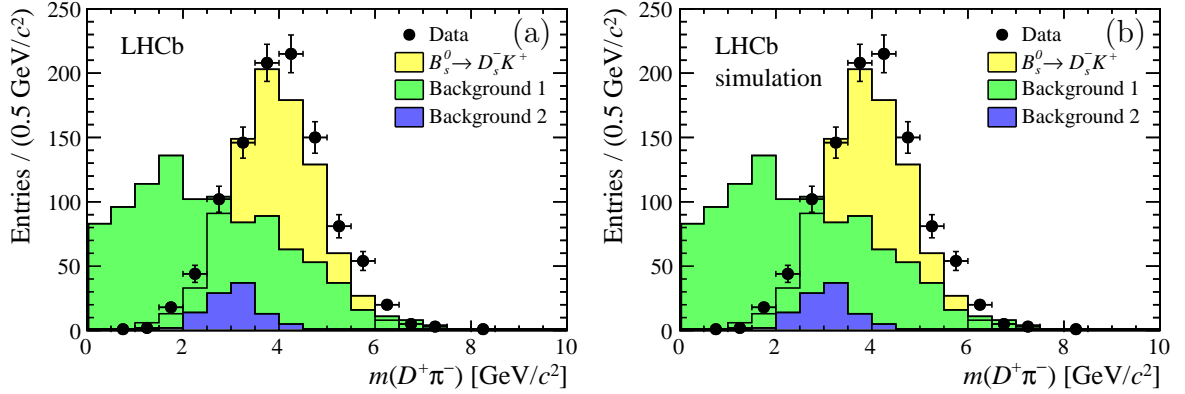 250
200
150
100
50
0
Entries / (0.5 GeV/c²)
LHCb
(a)
Data
B⁰ₛ → Dₛ⁻K⁺
Background 1
Background 2
0 2 4 6 8 10
m(D⁺π⁻) [GeV/c²]
250
200
150
100
50
0
Entries / (0.5 GeV/c²)
LHCb
simulation
(b)
Data
B⁰ₛ → Dₛ⁻K⁺
Background 1
Background 2
0 2 4 6 8 10
m(D⁺π⁻) [GeV/c²]